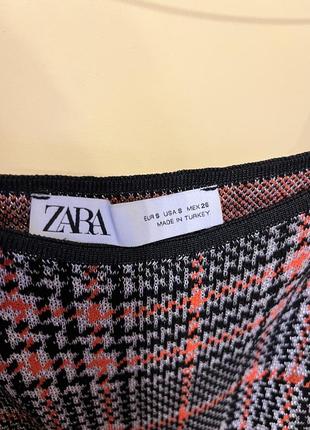 ZARA
EUR S USA S MEX 26
MADE IN TURKEY